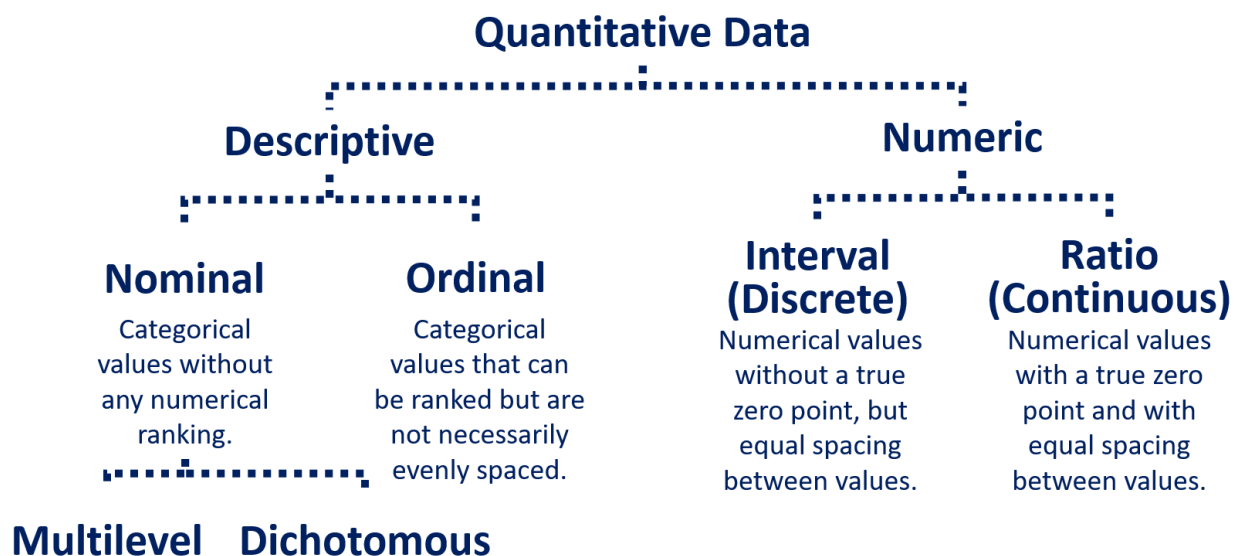 Quantitative Data
Descriptive
Numeric
Nominal
Categorical
values without
any numerical
ranking.
Ordinal
Categorical
values that can
be ranked but are
not necessarily
evenly spaced.
Interval
(Discrete)
Numerical values
without a true
zero point, but
equal spacing
between values.
Ratio
(Continuous)
Numerical values
with a true zero
point and with
equal spacing
between values.
Multilevel
Dichotomous